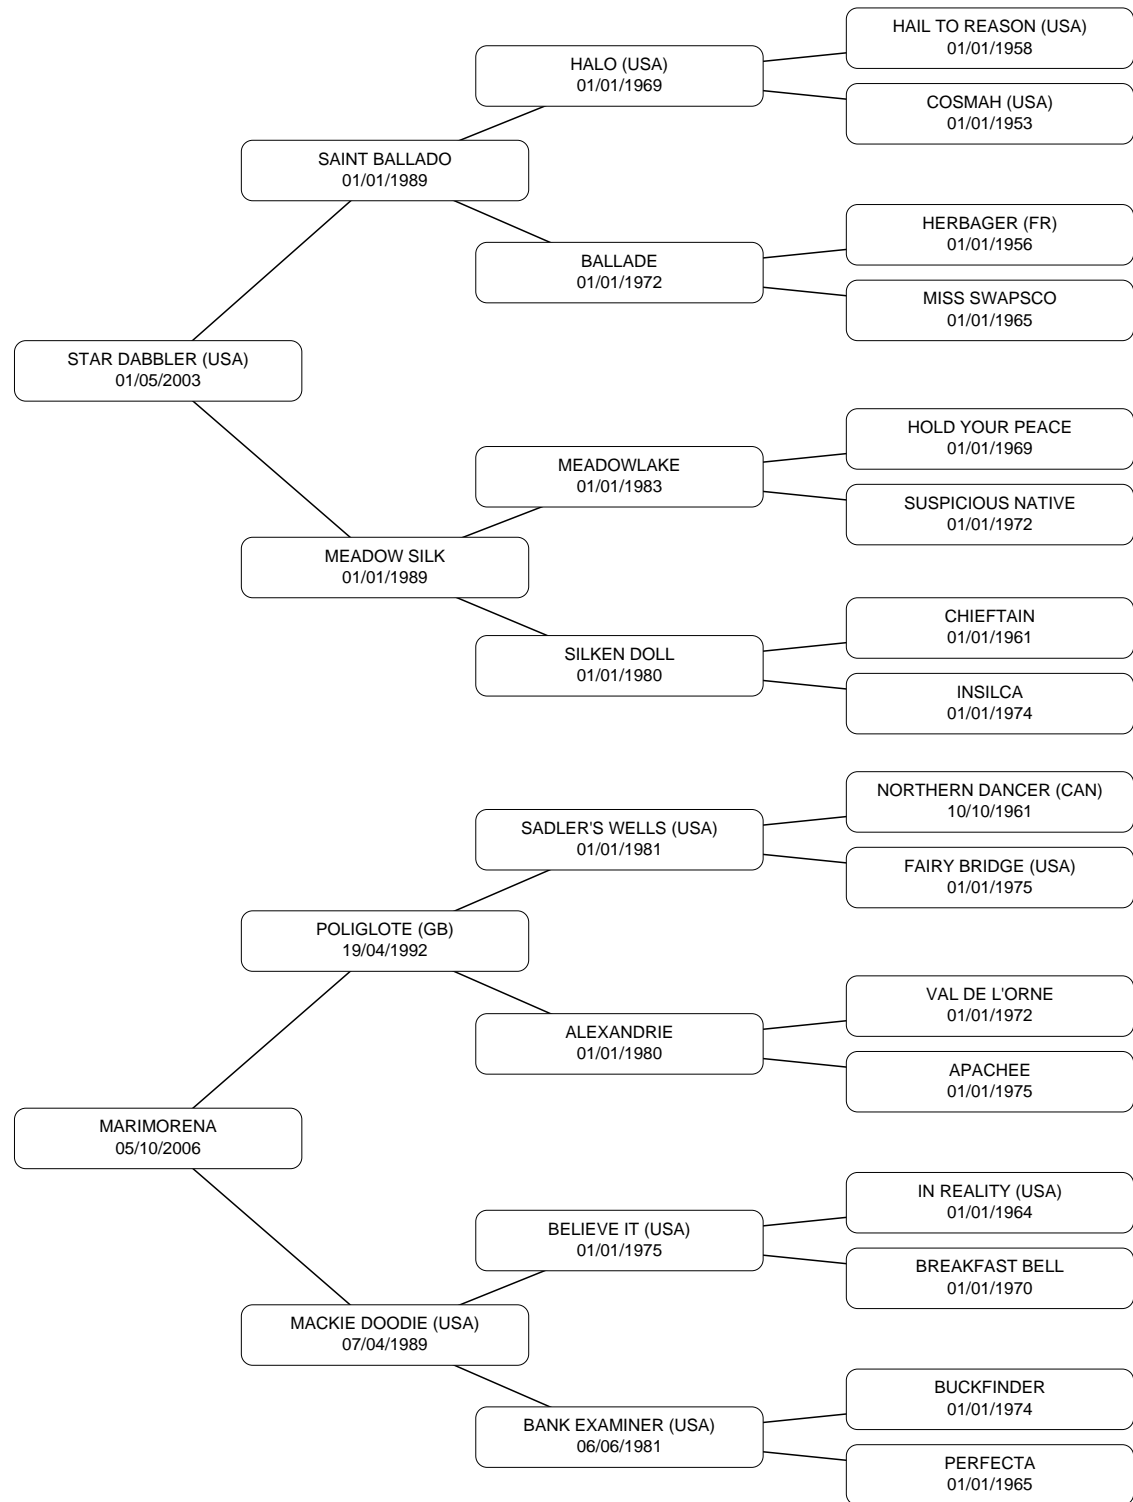 HAIL TO REASON (USA)
01/01/1958
HALO (USA)
01/01/1969
COSMAH (USA)
01/01/1953
SAINT BALLADO
01/01/1989
HERBAGER (FR)
01/01/1956
BALLADE
01/01/1972
MISS SWAPSCO
01/01/1965
STAR DABBLER (USA)
01/05/2003
HOLD YOUR PEACE
01/01/1969
MEADOWLAKE
01/01/1983
SUSPICIOUS NATIVE
01/01/1972
MEADOW SILK
01/01/1989
CHIEFTAIN
01/01/1961
SILKEN DOLL
01/01/1980
INSILCA
01/01/1974
NORTHERN DANCER (CAN)
10/10/1961
SADLER'S WELLS (USA)
01/01/1981
FAIRY BRIDGE (USA)
01/01/1975
POLIGLOTE (GB)
19/04/1992
VAL DE L'ORNE
01/01/1972
ALEXANDRIE
01/01/1980
APACHEE
01/01/1975
MARIMORENA
05/10/2006
IN REALITY (USA)
01/01/1964
BELIEVE IT (USA)
01/01/1975
BREAKFAST BELL
01/01/1970
MACKIE DOODIE (USA)
07/04/1989
BUCKFINDER
01/01/1974
BANK EXAMINER (USA)
06/06/1981
PERFECTA
01/01/1965